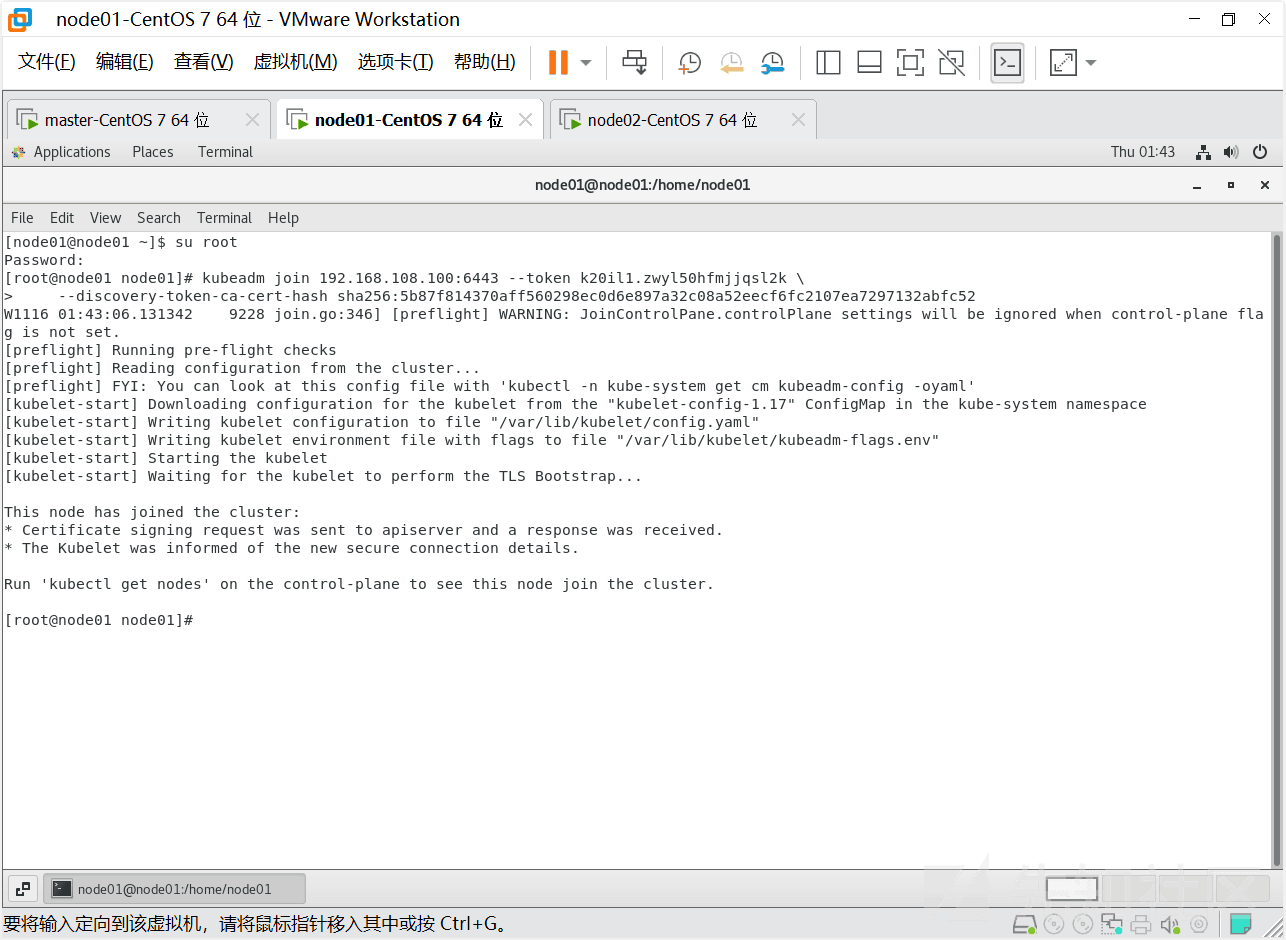 node01-CentOS 7 64 位 - VMware Workstation
文件(F) 编辑(E) 查看(V) 虚拟机(M) 选项卡(T) 帮助(H)
master-CentOS 7 64 位 node01-CentOS 7 64 位 node02-CentOS 7 64 位
Applications Places Terminal Thu 01:43
node01@node01:/home/node01
File Edit View Search Terminal Help
[node01@node01 ~]$ su root
Password:
[root@node01 node01]# kubeadm join 192.168.108.100:6443 --token k20il1.zwyl50hfmjjqsl2k \
>     --discovery-token-ca-cert-hash sha256:5b87f814370aff560298ec0d6e897a32c08a52eecf6fc2107ea7297132abfc52
W1116 01:43:06.131342    9228 join.go:346] [preflight] WARNING: JoinControlPane.controlPlane settings will be ignored when control-plane fla
g is not set.
[preflight] Running pre-flight checks
[preflight] Reading configuration from the cluster...
[preflight] FYI: You can look at this config file with 'kubectl -n kube-system get cm kubeadm-config -oyaml'
[kubelet-start] Downloading configuration for the kubelet from the "kubelet-config-1.17" ConfigMap in the kube-system namespace
[kubelet-start] Writing kubelet configuration to file "/var/lib/kubelet/config.yaml"
[kubelet-start] Writing kubelet environment file with flags to file "/var/lib/kubelet/kubeadm-flags.env"
[kubelet-start] Starting the kubelet
[kubelet-start] Waiting for the kubelet to perform the TLS Bootstrap...
This node has joined the cluster:
* Certificate signing request was sent to apiserver and a response was received.
* The Kubelet was informed of the new secure connection details.
Run 'kubectl get nodes' on the control-plane to see this node join the cluster.
[root@node01 node01]#
node01@node01:/home/node01
先知社区
要将输入定向到该虚拟机，请将鼠标指针移入其中或按 Ctrl+G。